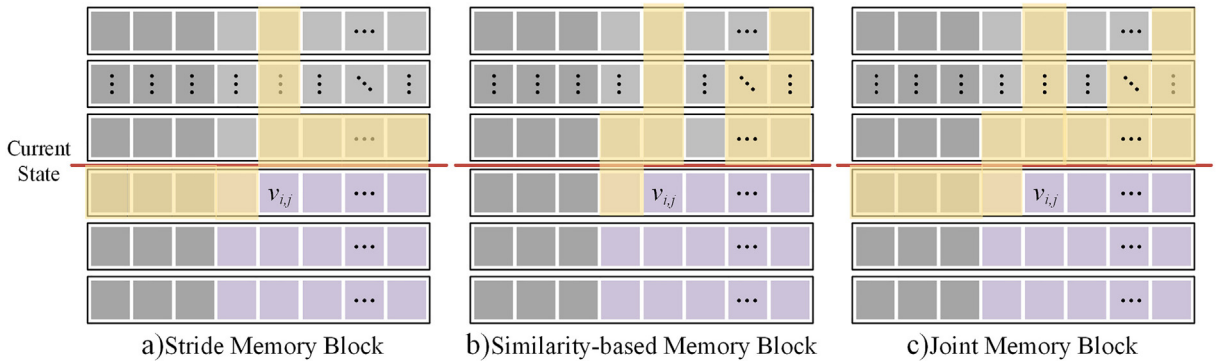 Current
State
v_{i,j}
v_{i,j}
v_{i,j}
a)Stride Memory Block
b)Similarity-based Memory Block
c)Joint Memory Block